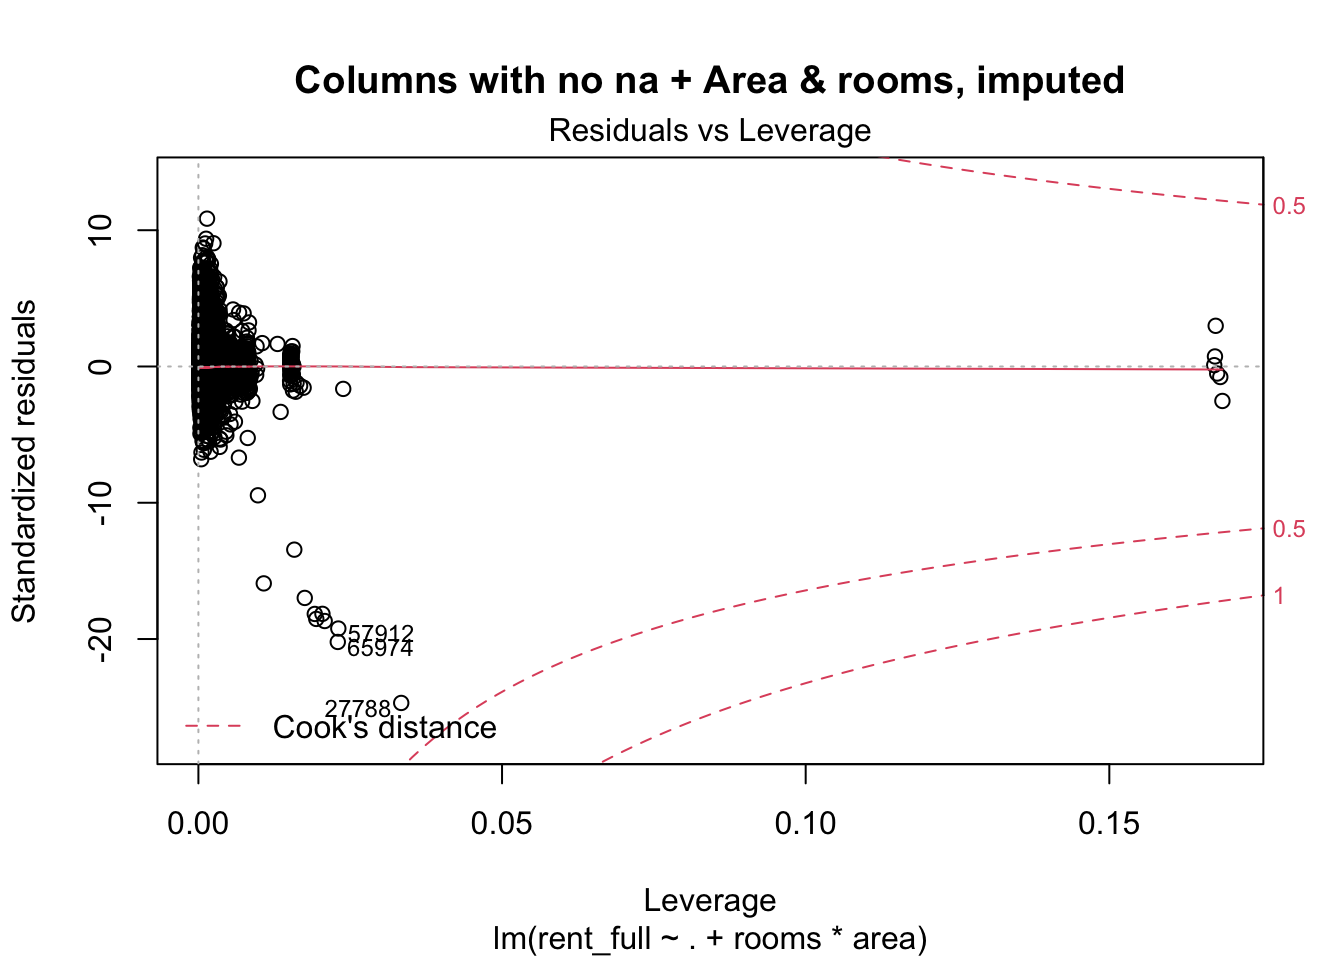 Columns with no na + Area & rooms, imputed
Residuals vs Leverage
Standardized residuals
10
0
-10
-20
0.5
0.5
1
57912
65974
27788
Cook's distance
0.00 0.05 0.10 0.15
Leverage
lm(rent_full ~ . + rooms * area)